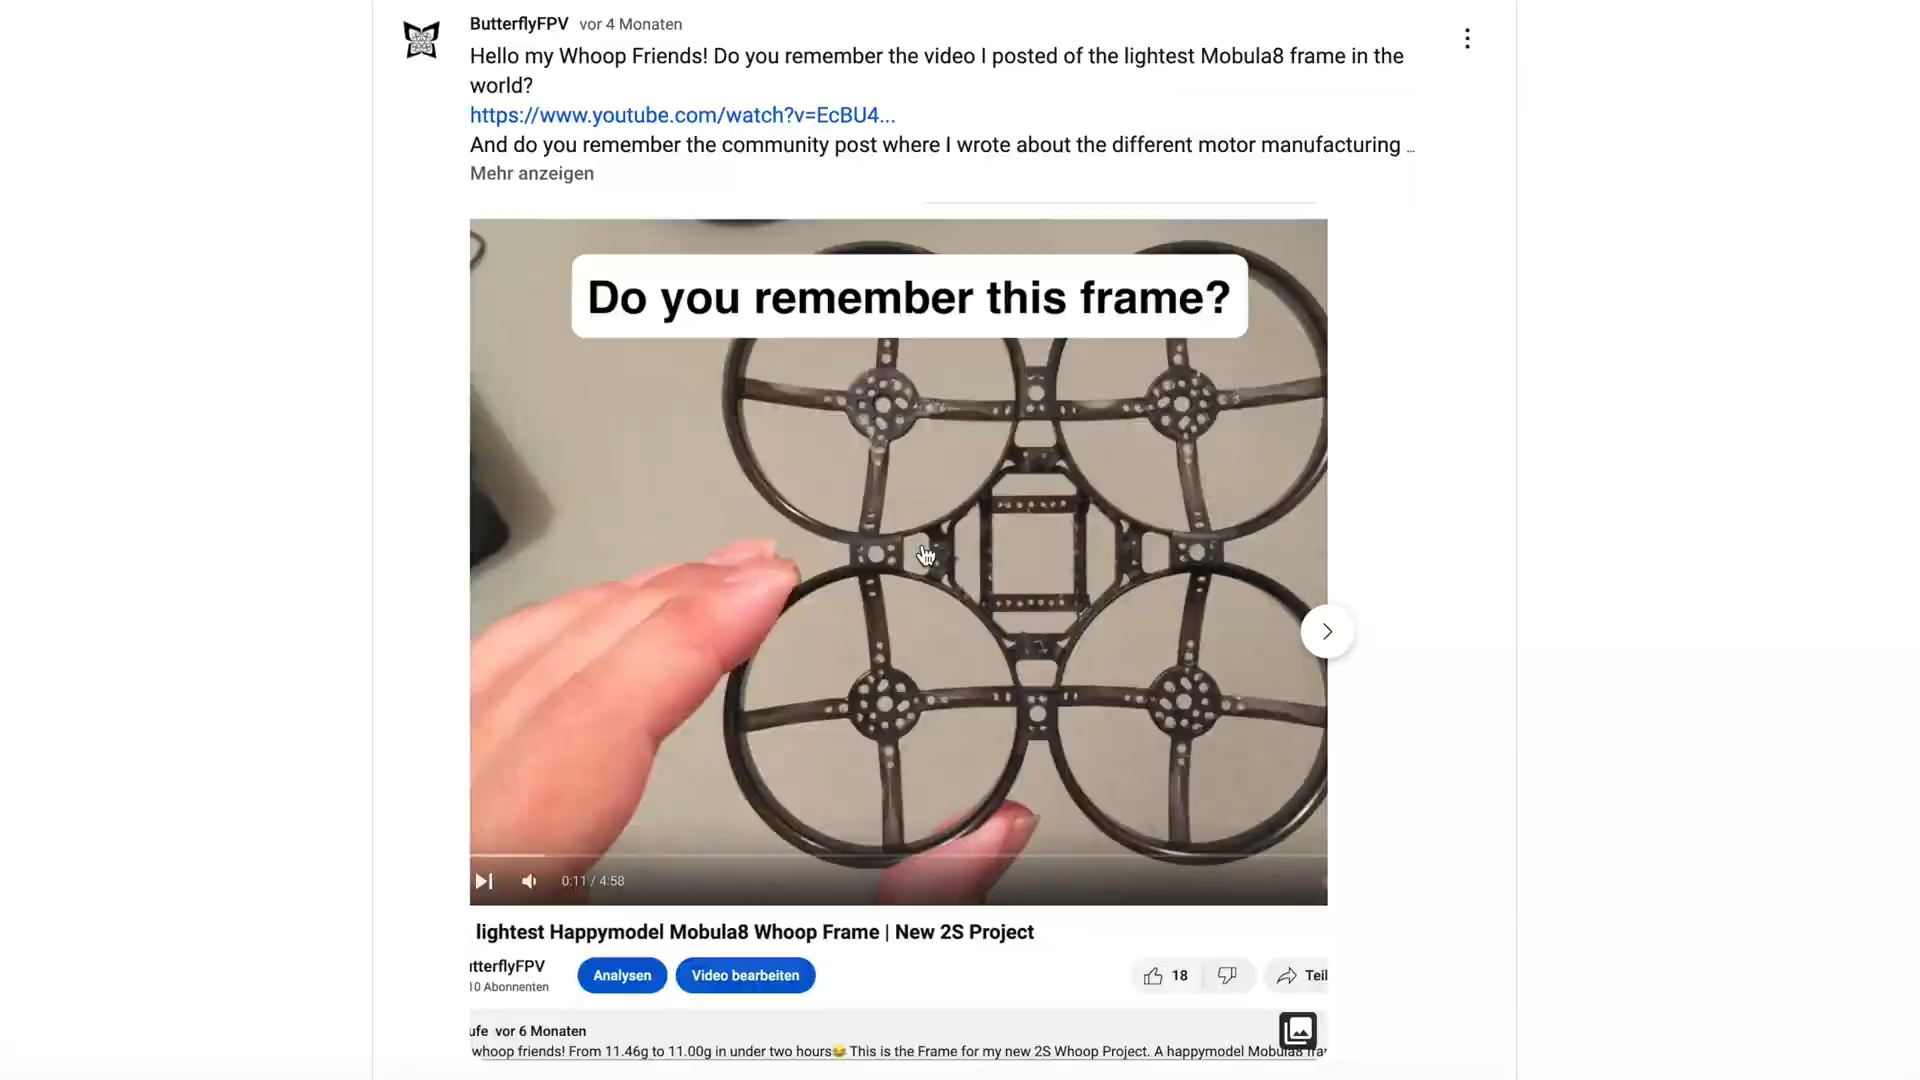 ButterflyFPV vor 4 Monaten
Hello my Whoop Friends! Do you remember the video I posted of the lightest Mobula8 frame in the
world?
https://www.youtube.com/watch?v=EcBU4...
And do you remember the community post where I wrote about the different motor manufacturing ...
Mehr anzeigen
Do you remember this frame?
0:11 / 4:58
lightest Happymodel Mobula8 Whoop Frame | New 2S Project
tterflyFPV
10 Abonnenten
Analysen
Video bearbeiten
18
Teil
ufe vor 6 Monaten
whoop friends! From 11.46g to 11.00g in under two hours😂 This is the Frame for my new 2S Whoop Project. A happymodel Mobula8 fra